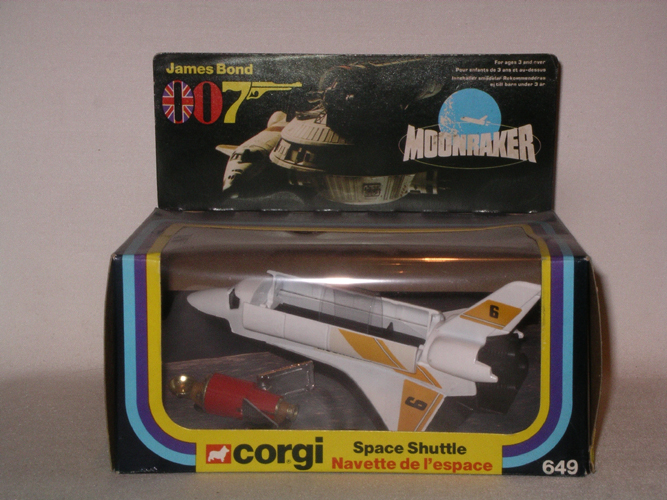 James Bond
007
For ages 3 and over
Pour enfants de 3 ans et au-dessus
MOONRAKER
6
6
corgi
Space Shuttle
Navette de l'espace
649